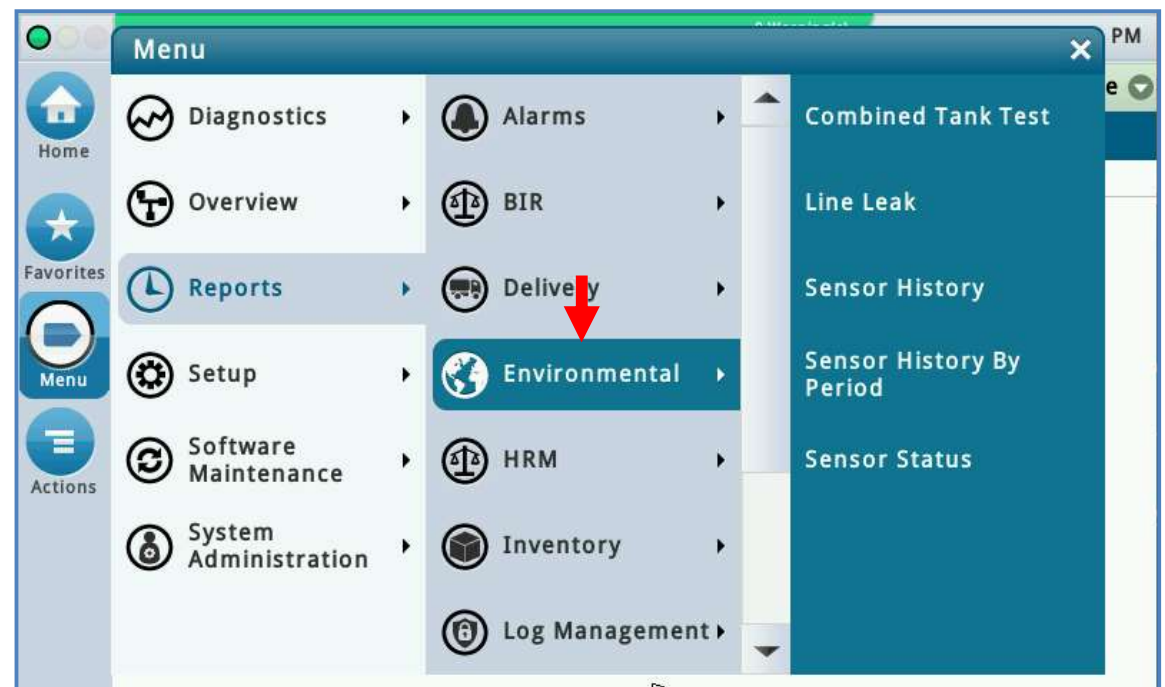 PM
Menu
e
Home
Favorites
Menu
Actions
Diagnostics
Overview
Reports
Setup
Software
Maintenance
System
Administration
Alarms
BIR
Delivery
Environmental
HRM
Inventory
Log Management
Combined Tank Test
Line Leak
Sensor History
Sensor History By
Period
Sensor Status